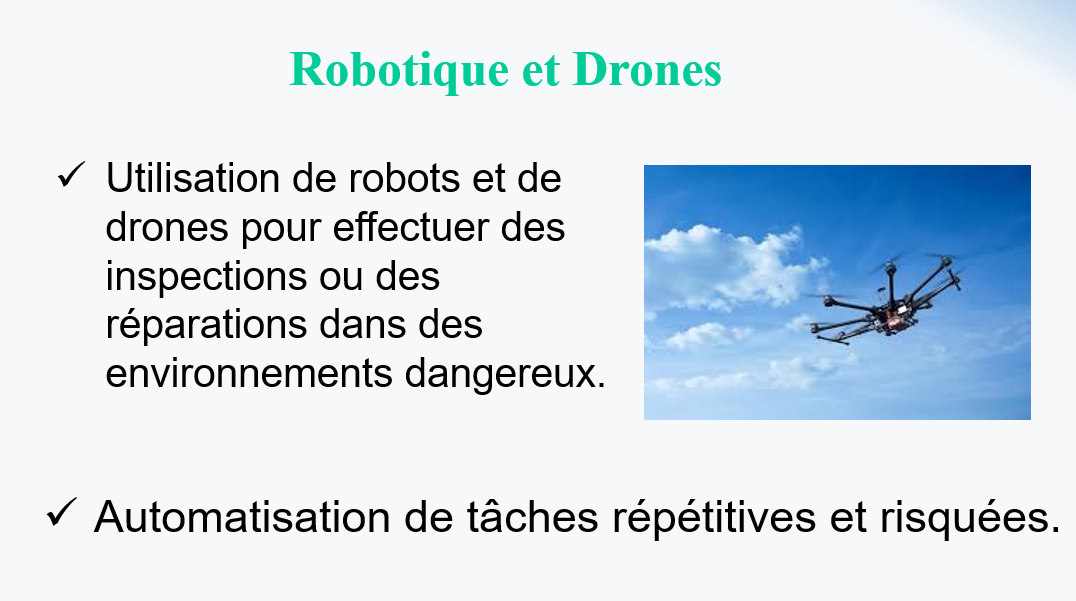 Robotique et Drones
✓ Utilisation de robots et de
drones pour effectuer des
inspections ou des
réparations dans des
environnements dangereux.
✓ Automatisation de tâches répétitives et risquées.